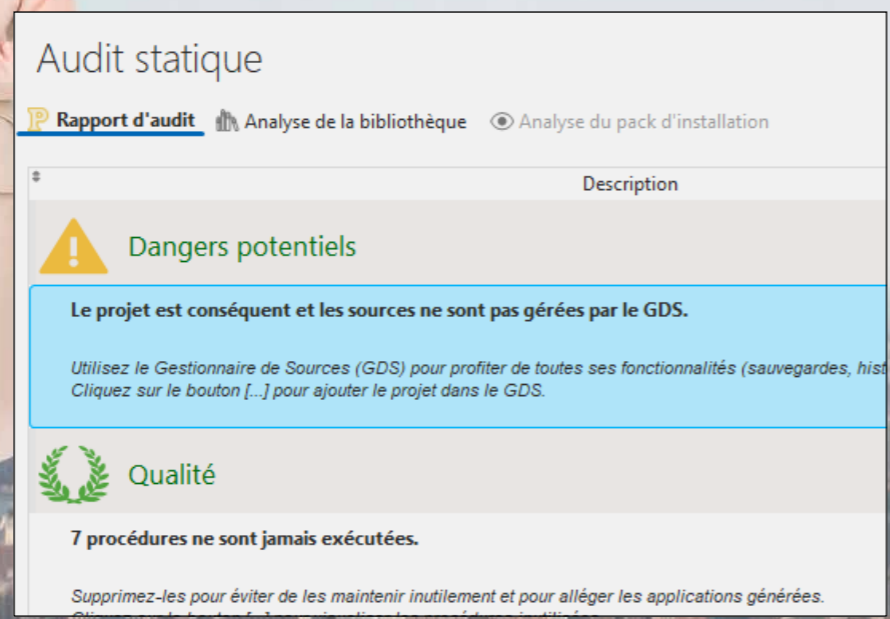 Audit statique
Rapport d'audit Analyse de la bibliothèque Analyse du pack d'installation
Description
Dangers potentiels
Le projet est conséquent et les sources ne sont pas gérées par le GDS.
Utilisez le Gestionnaire de Sources (GDS) pour profiter de toutes ses fonctionnalités (sauvegardes, hist
Cliquez sur le bouton [...] pour ajouter le projet dans le GDS.
Qualité
7 procédures ne sont jamais exécutées.
Supprimez-les pour éviter de les maintenir inutilement et pour alléger les applications générées.